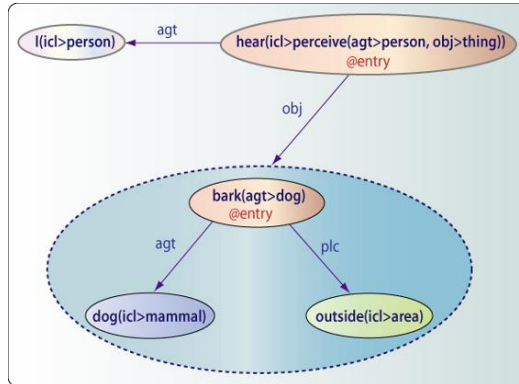 agt
I(icl>person)
hear(icl>perceive(agt>person, obj>thing))
@entry
obj
bark(agt>dog)
@entry
agt
plc
dog(icl>mammal)
outside(icl>area)